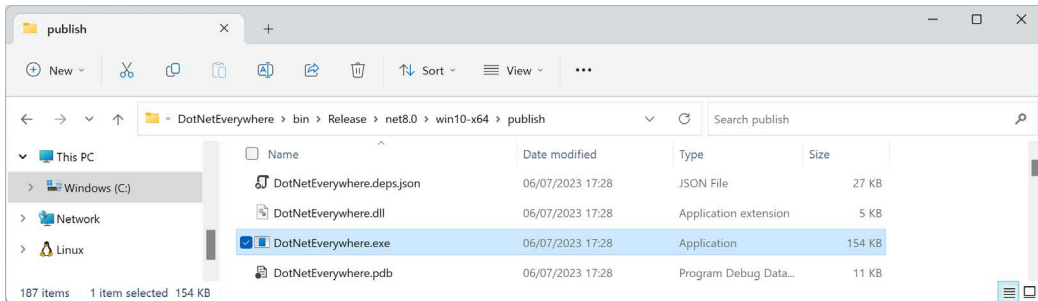 publish
New Sort View
DotNetEverywhere > bin > Release > net8.0 > win10-x64 > publish Search publish
This PC
Windows (C:)
Network
Linux
Name Date modified Type Size
DotNetEverywhere.deps.json 06/07/2023 17:28 JSON File 27 KB
DotNetEverywhere.dll 06/07/2023 17:28 Application extension 5 KB
DotNetEverywhere.exe 06/07/2023 17:28 Application 154 KB
DotNetEverywhere.pdb 06/07/2023 17:28 Program Debug Data... 11 KB
187 items 1 item selected 154 KB